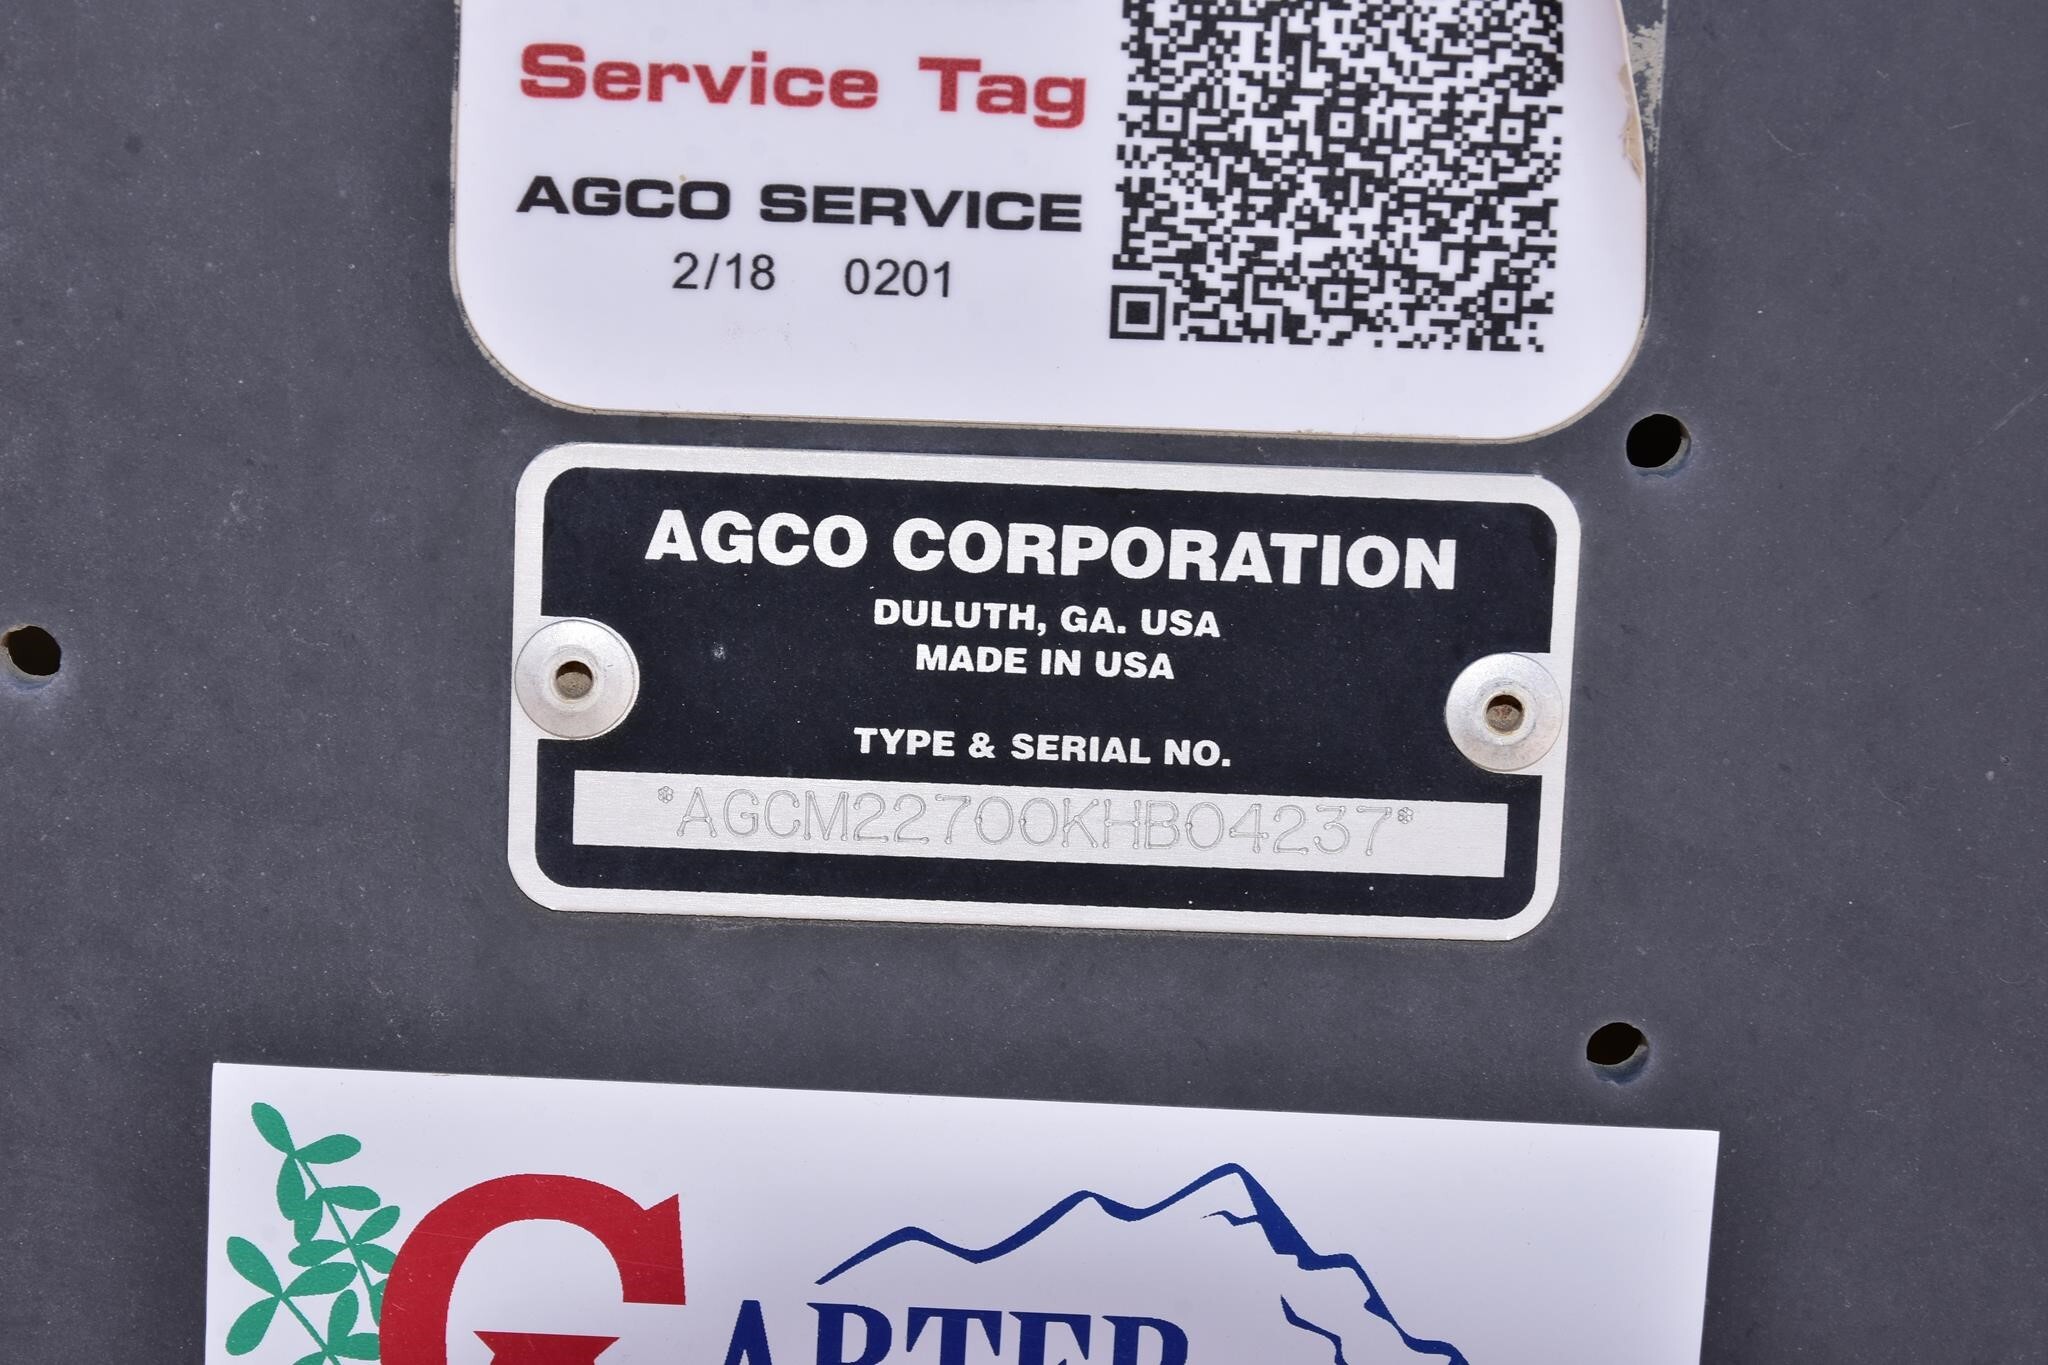 Service Tag
AGCO SERVICE
2/18 0201
AGCO CORPORATION
DULUTH, GA. USA
MADE IN USA
TYPE & SERIAL NO.
*AGCM22700KHB04237*
GARTER